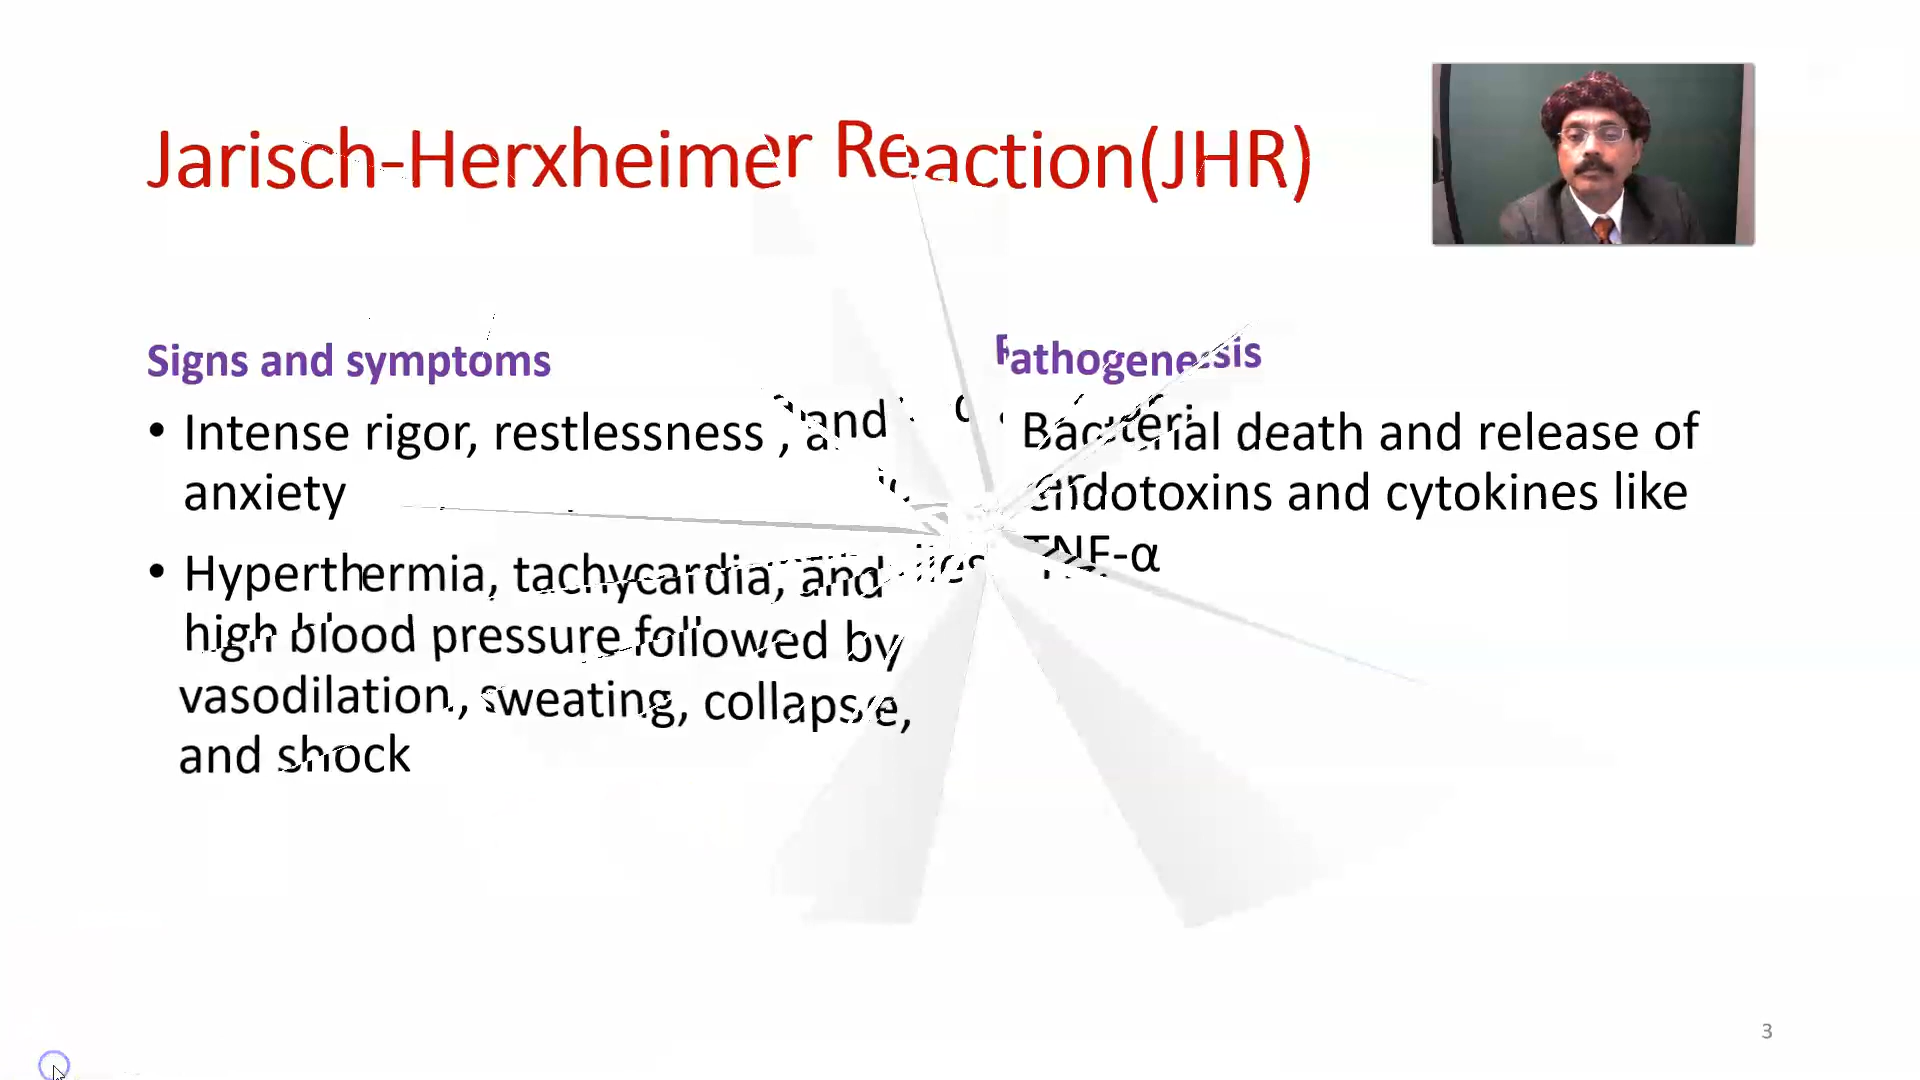 Jarisch-Herxheimer Reaction(JHR)
Signs and symptoms
• Intense rigor, restlessness , and
anxiety
• Hyperthermia, tachycardia, and
high blood pressure followed by
vasodilation, sweating, collapse,
and shock
Pathogenesis
Bacterial death and release of
endotoxins and cytokines like
TNF-α
3